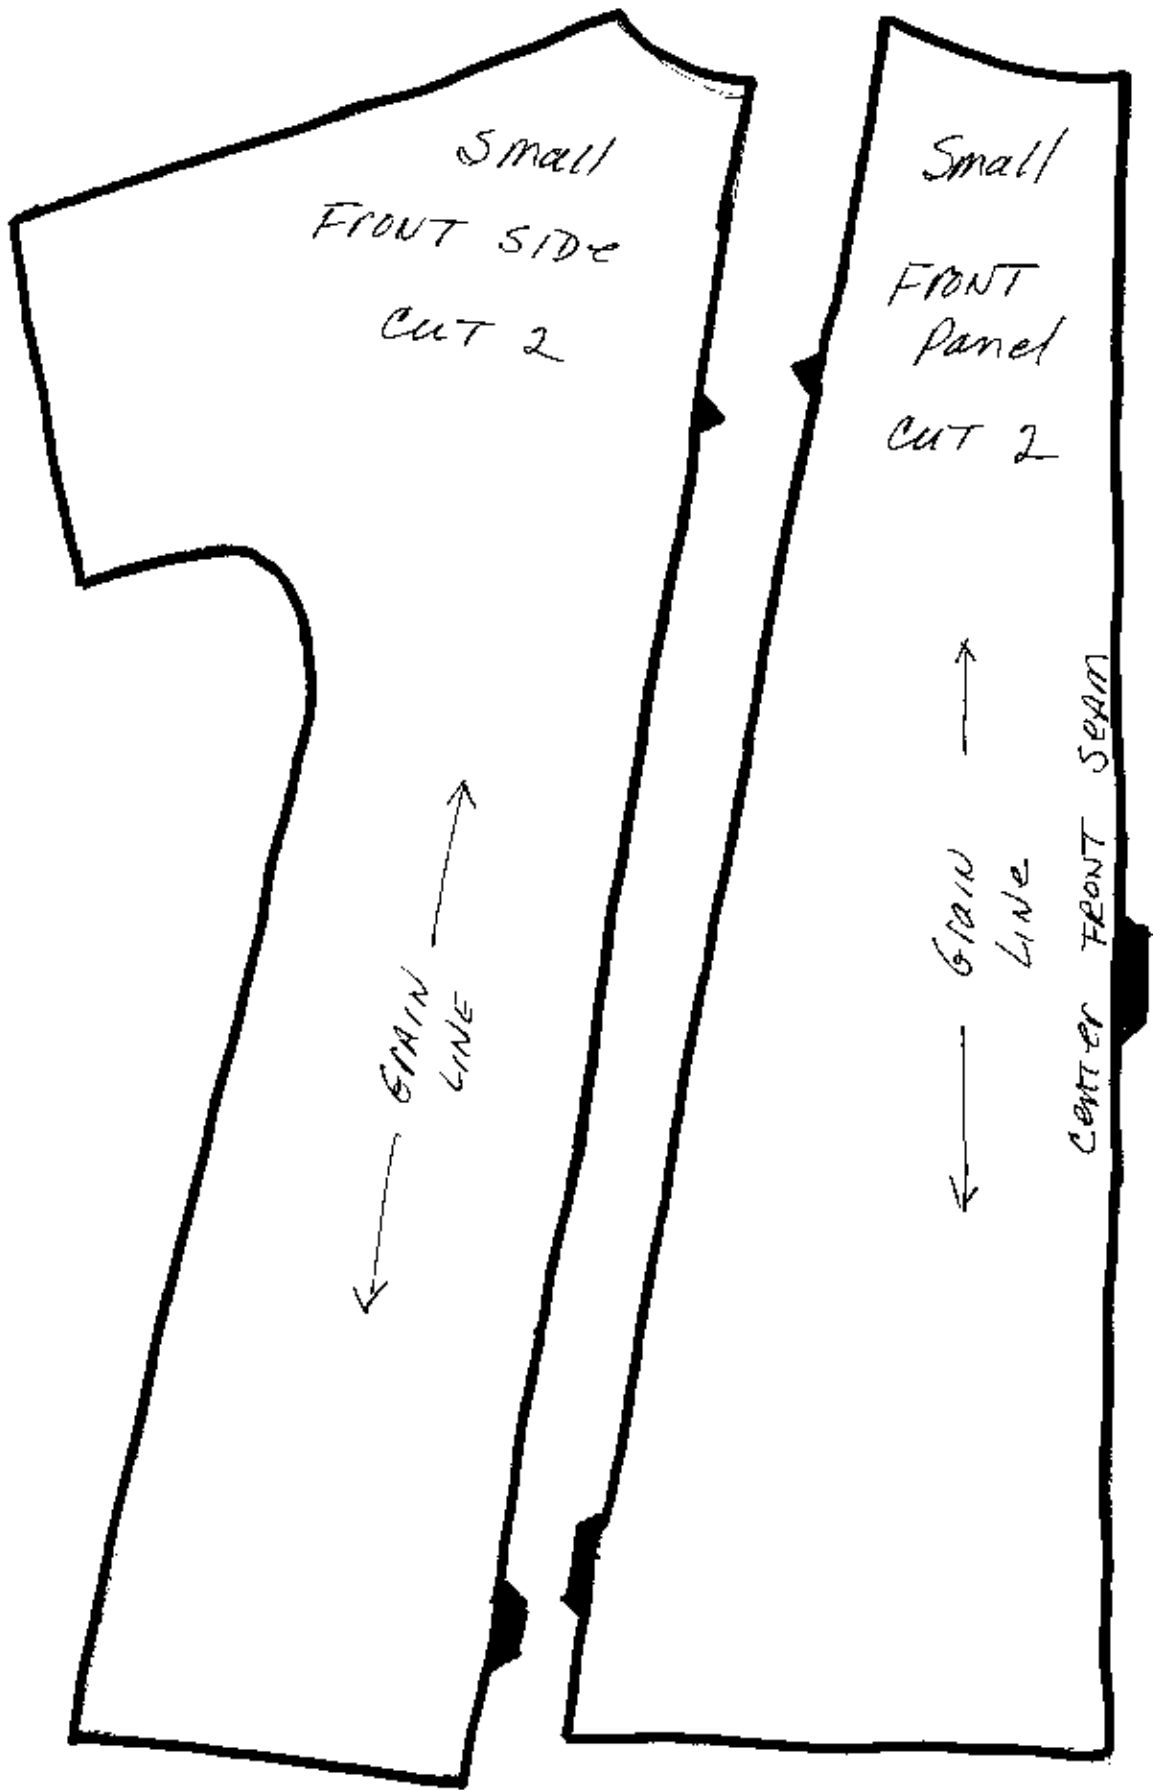 Small
FRONT SIDe
CUT 2
GRAIN
LINE
Small
FRONT
Panel
CUT 2
GraIN
LINe
CenTer FRONT SeAM